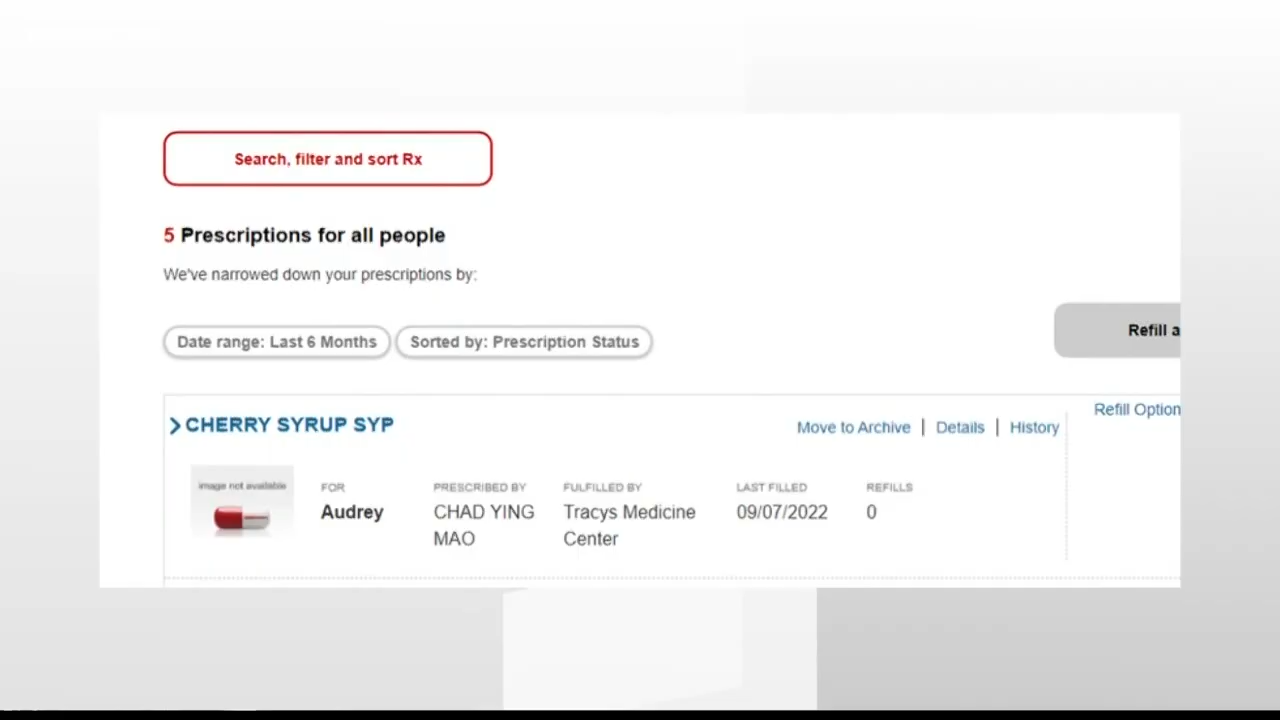 Search, filter and sort Rx
5 Prescriptions for all people
We've narrowed down your prescriptions by:
Date range: Last 6 Months Sorted by: Prescription Status
Refill a
CHERRY SYRUP SYP
Move to Archive | Details | History
Refill Option
image not available
FOR PRESCRIBED BY FULFILLED BY LAST FILLED REFILLS
Audrey CHAD YING Tracys Medicine 09/07/2022 0
MAO Center